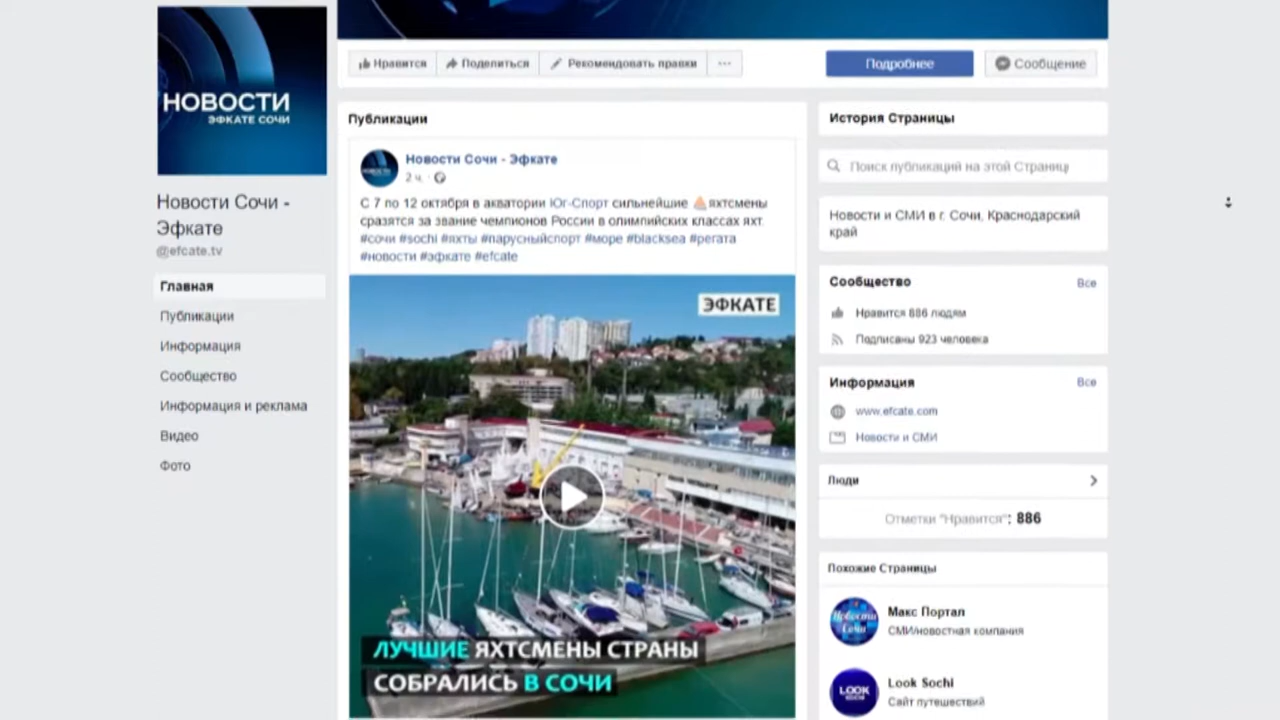 НОВОСТИ
ЭФКАТЕ СОЧИ
Новости Сочи -
Эфкате
@efcate.tv
Главная
Публикации
Информация
Сообщество
Информация и реклама
Видео
Фото
Нравится
Поделиться
Рекомендовать правки
...
Подробнее
Сообщение
Публикации
Новости Сочи - Эфкате
2 ч. ·
С 7 по 12 октября в акватории Юг-Спорт сильнейшие ⛵яхтсмены
сразятся за звание чемпионов России в олимпийских классах яхт.
#сочи #sochi #яхты #парусныйспорт #море #blacksea #регата
#новости #эфкате #efcate
ЭФКАТЕ
ЛУЧШИЕ ЯХТСМЕНЫ СТРАНЫ
СОБРАЛИСЬ В СОЧИ
История Страницы
Поиск публикаций на этой Страниц
Новости и СМИ в г. Сочи, Краснодарский
край
Сообщество
Все
Нравится 886 людям
Подписаны 923 человека
Информация
Все
www.efcate.com
Новости и СМИ
Люди
Отметки "Нравится": 886
Похожие Страницы
Новости
Сочи
Макс Портал
СМИ/новостная компания
LOOK
SOCHI
Look Sochi
Сайт путешествий